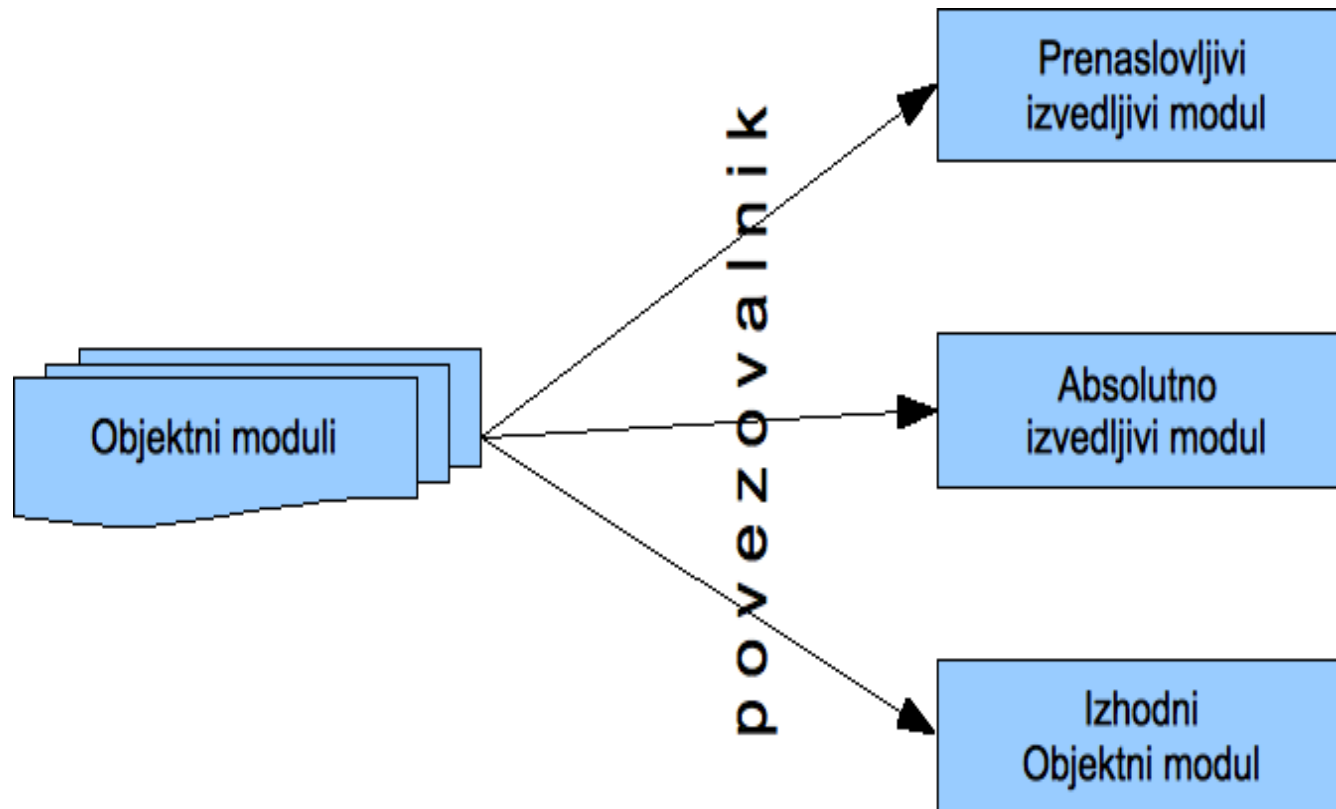 Objektni moduli
povezovalnik
Prenaslovljivi
izvedljivi modul
Absolutno
izvedljivi modul
Izhodni
Objektni modul